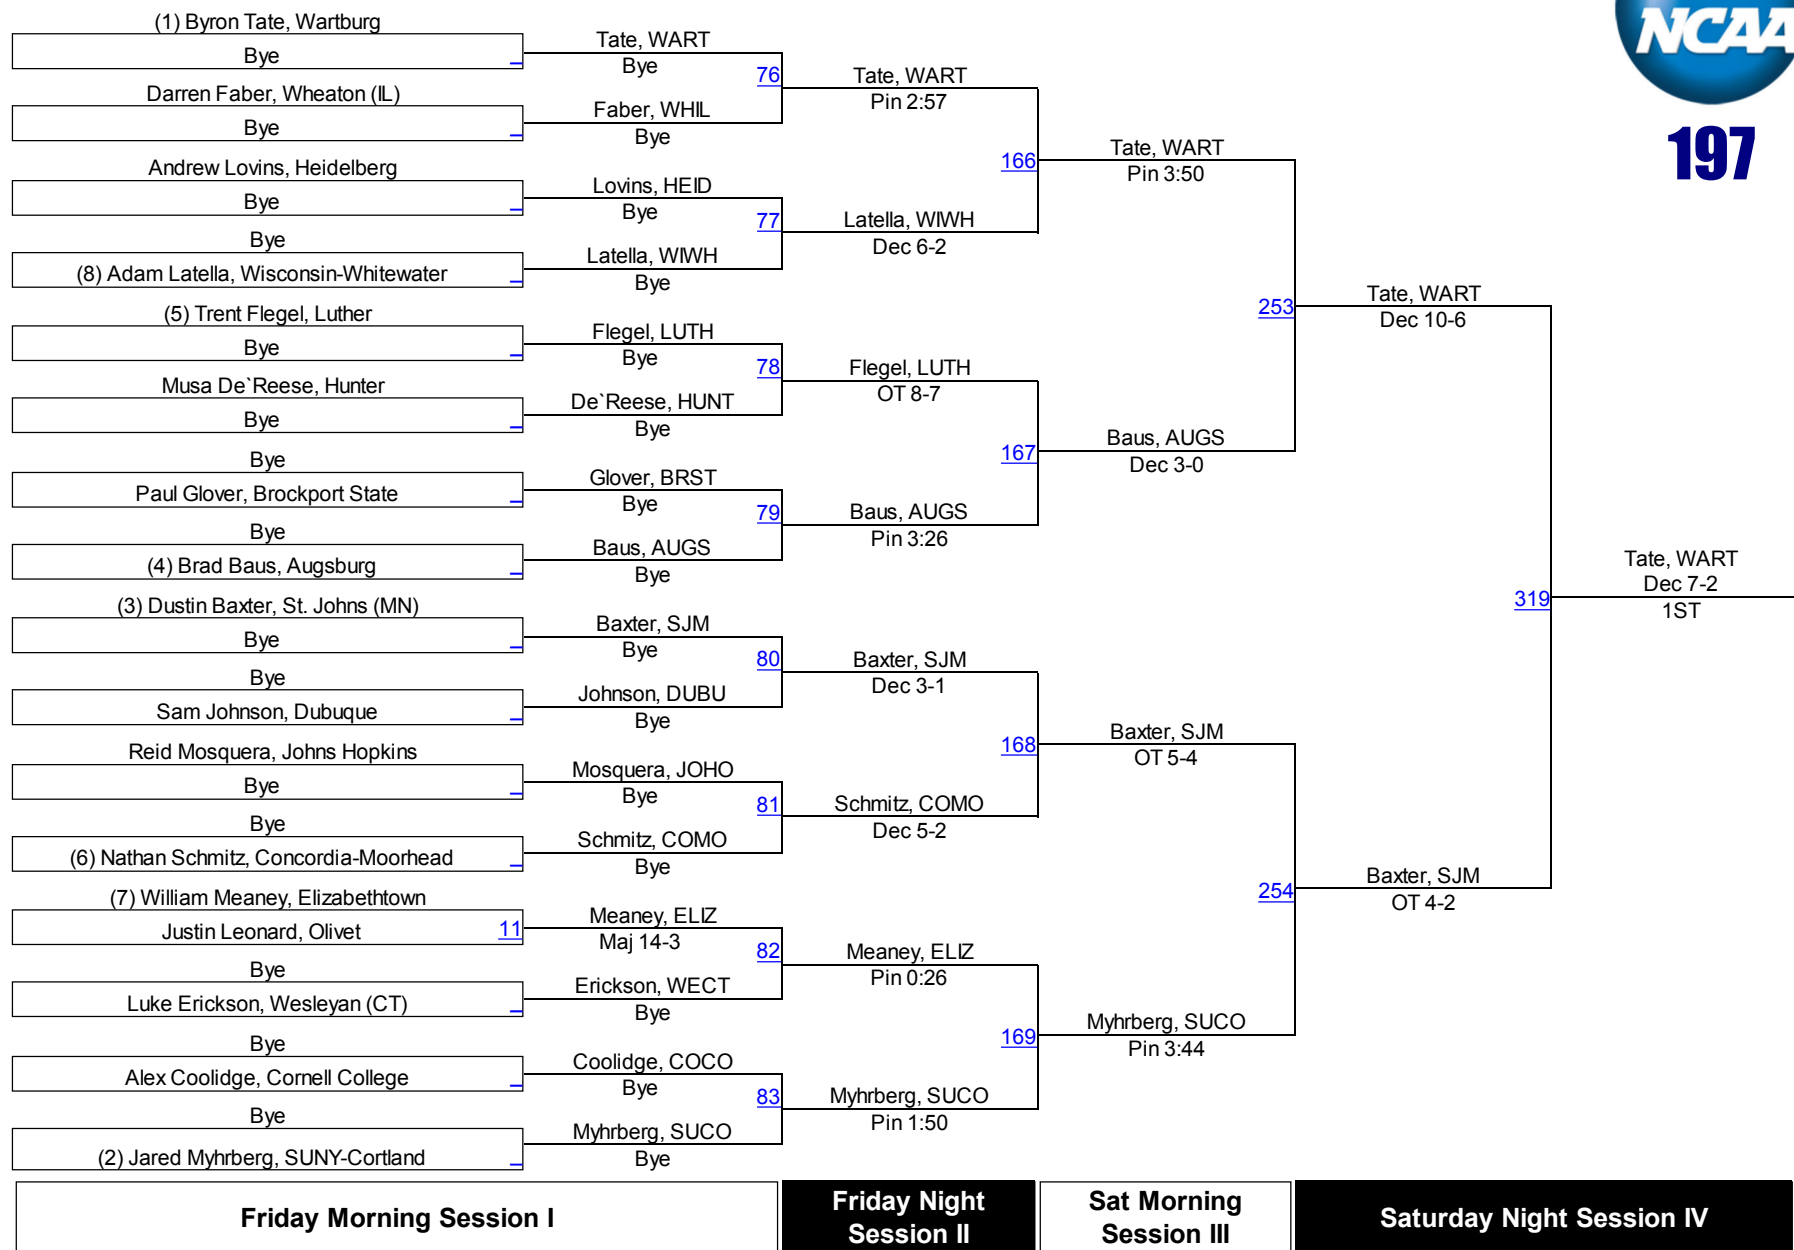 NCAA
197
(1) Byron Tate, Wartburg
Bye
Darren Faber, Wheaton (IL)
Bye
Andrew Lovins, Heidelberg
Bye
Bye
(8) Adam Latella, Wisconsin-Whitewater
(5) Trent Flegel, Luther
Bye
Musa De`Reese, Hunter
Bye
Bye
Paul Glover, Brockport State
Bye
(4) Brad Baus, Augsburg
(3) Dustin Baxter, St. Johns (MN)
Bye
Bye
Sam Johnson, Dubuque
Reid Mosquera, Johns Hopkins
Bye
Bye
(6) Nathan Schmitz, Concordia-Moorhead
(7) William Meaney, Elizabethtown
Justin Leonard, Olivet 11
Bye
Luke Erickson, Wesleyan (CT)
Bye
Alex Coolidge, Cornell College
Bye
(2) Jared Myhrberg, SUNY-Cortland
Tate, WART
Bye
76
Faber, WHIL
Bye
Lovins, HEID
Bye
77
Latella, WIWH
Bye
Flegel, LUTH
Bye
78
De`Reese, HUNT
Bye
Glover, BRST
Bye
79
Baus, AUGS
Bye
Baxter, SJM
Bye
80
Johnson, DUBU
Bye
Mosquera, JOHO
Bye
81
Schmitz, COMO
Bye
Meaney, ELIZ
Maj 14-3
82
Erickson, WECT
Bye
Coolidge, COCO
Bye
83
Myhrberg, SUCO
Bye
Tate, WART
Pin 2:57
166
Latella, WIWH
Dec 6-2
Flegel, LUTH
OT 8-7
167
Baus, AUGS
Pin 3:26
Baxter, SJM
Dec 3-1
168
Schmitz, COMO
Dec 5-2
Meaney, ELIZ
Pin 0:26
169
Myhrberg, SUCO
Pin 1:50
Tate, WART
Pin 3:50
253
Baus, AUGS
Dec 3-0
Baxter, SJM
OT 5-4
254
Myhrberg, SUCO
Pin 3:44
Tate, WART
Dec 10-6
319
Baxter, SJM
OT 4-2
Tate, WART
Dec 7-2
1ST
Friday Morning Session I
Friday Night
Session II
Sat Morning
Session III
Saturday Night Session IV